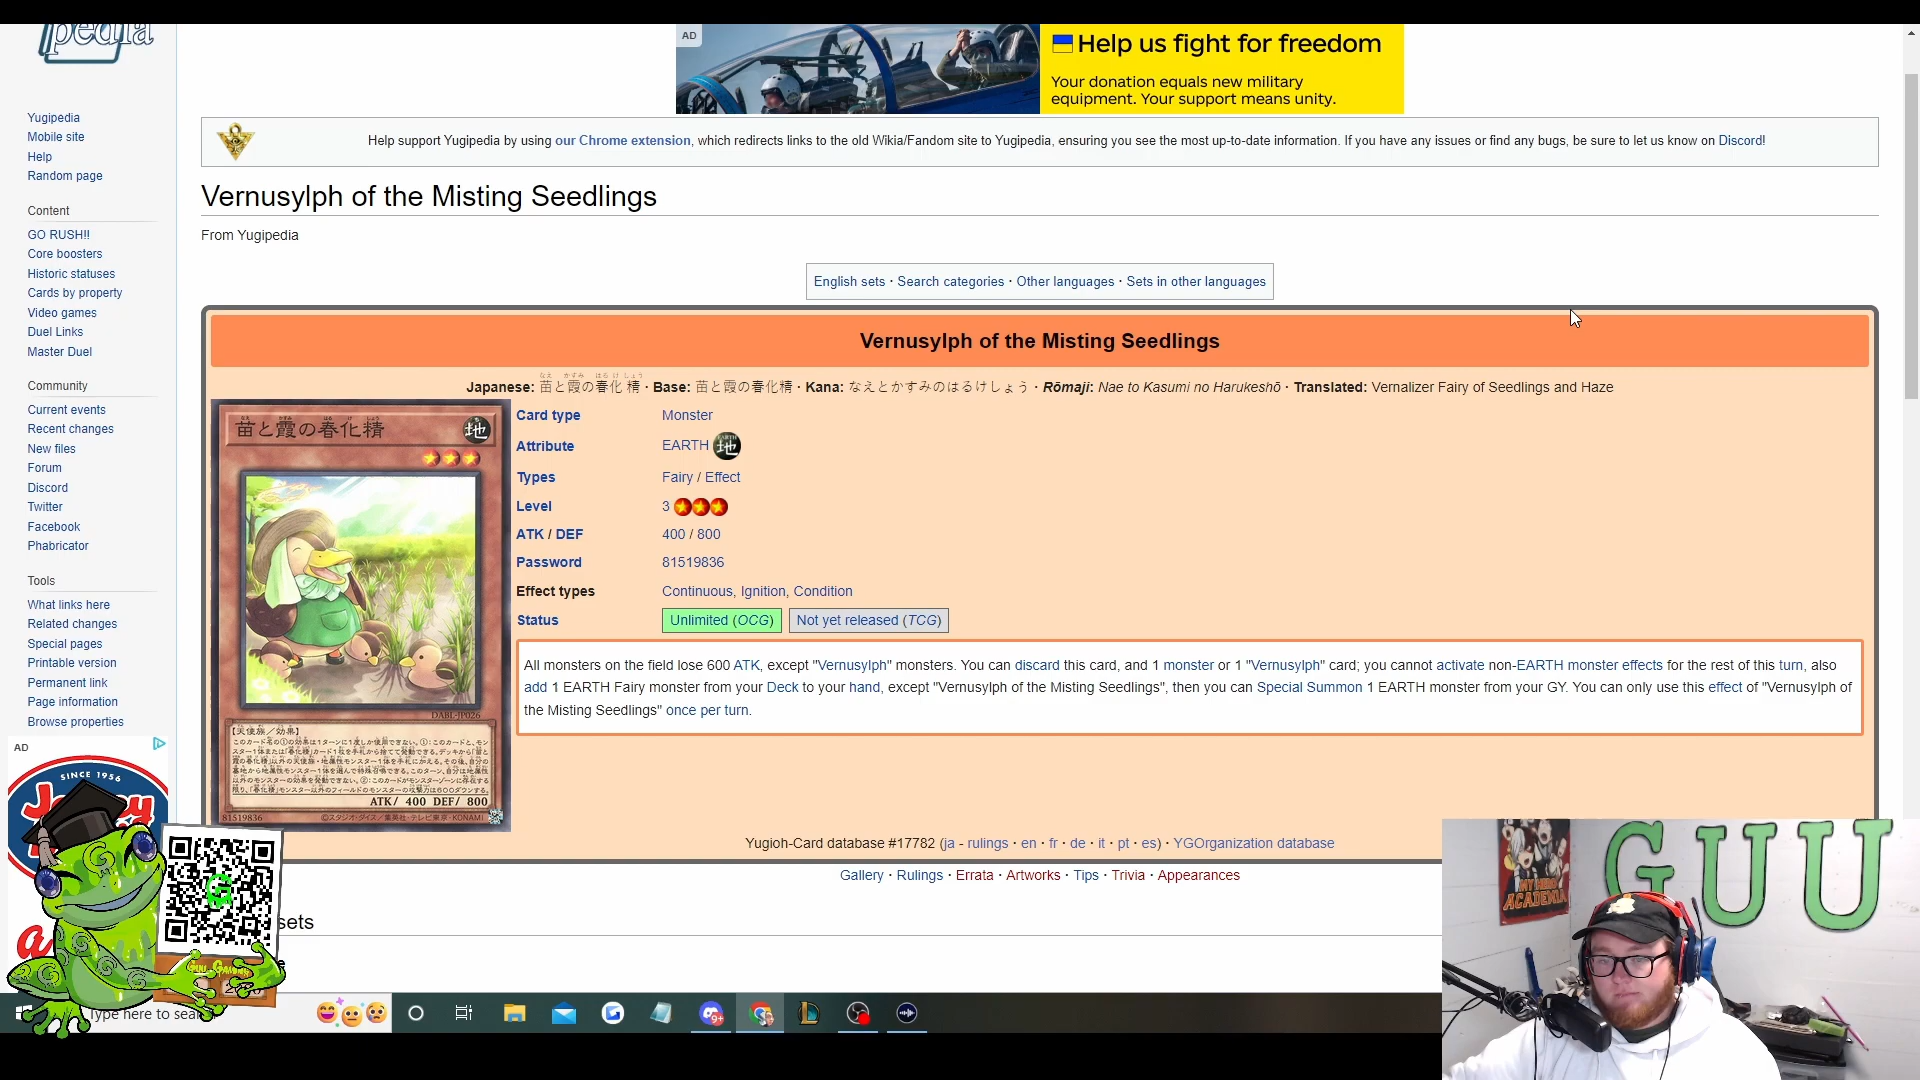 pedia
AD
Help us fight for freedom
Your donation equals new military
equipment. Your support means unity.
Help support Yugipedia by using our Chrome extension, which redirects links to the old Wikia/Fandom site to Yugipedia, ensuring you see the most up-to-date information. If you have any issues or find any bugs, be sure to let us know on Discord!
Yugipedia
Mobile site
Help
Random page
Content
GO RUSH!!
Core boosters
Historic statuses
Cards by property
Video games
Duel Links
Master Duel
Community
Current events
Recent changes
New files
Forum
Discord
Twitter
Facebook
Phabricator
Tools
What links here
Related changes
Special pages
Printable version
Permanent link
Page information
Browse properties
AD
SINCE 1956
Vernusylph of the Misting Seedlings
From Yugipedia
English sets · Search categories · Other languages · Sets in other languages
Vernusylph of the Misting Seedlings
Japanese: 苗と霞の春化精 · Base: 苗と霞の春化精 · Kana: なえとかすみのはるけしょう · Rōmaji: Nae to Kasumi no Harukeshō · Translated: Vernalizer Fairy of Seedlings and Haze
苗と霞の春化精
地
DABL-JP026
【天使族/効果】
ATK/ 400 DEF/ 800
81519836
Card type Monster
Attribute EARTH
Types Fairy / Effect
Level 3
ATK / DEF 400 / 800
Password 81519836
Effect types Continuous, Ignition, Condition
Status Unlimited (OCG) Not yet released (TCG)
All monsters on the field lose 600 ATK, except "Vernusylph" monsters. You can discard this card, and 1 monster or 1 "Vernusylph" card; you cannot activate non-EARTH monster effects for the rest of this turn, also
add 1 EARTH Fairy monster from your Deck to your hand, except "Vernusylph of the Misting Seedlings", then you can Special Summon 1 EARTH monster from your GY. You can only use this effect of "Vernusylph of
the Misting Seedlings" once per turn.
Yugioh-Card database #17782 (ja - rulings · en · fr · de · it · pt · es) · YGOrganization database
Gallery · Rulings · Errata · Artworks · Tips · Trivia · Appearances
sets
Type here to sea
9+
MY HERO
ACADEMIA
GUU